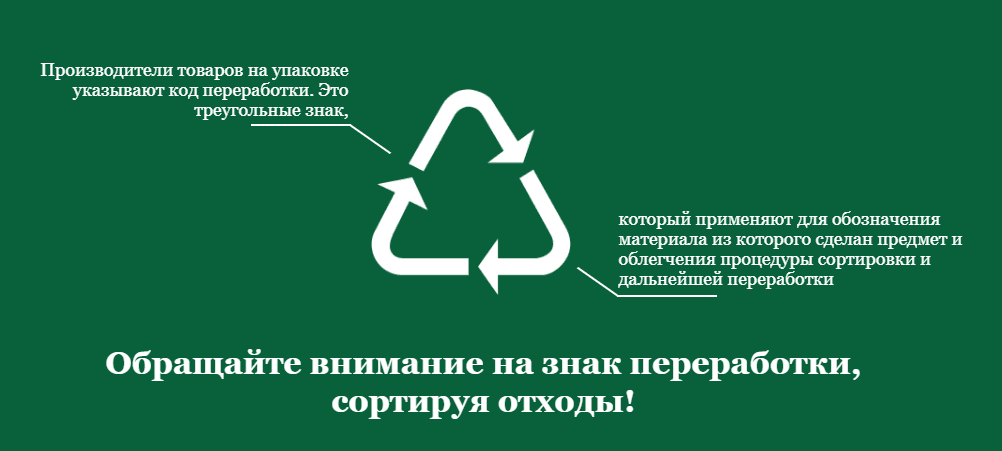 Производители товаров на упаковке
указывают код переработки. Это
треугольные знак,
который применяют для обозначения
материала из которого сделан предмет и
облегчения процедуры сортировки и
дальнейшей переработки
Обращайте внимание на знак переработки,
сортируя отходы!